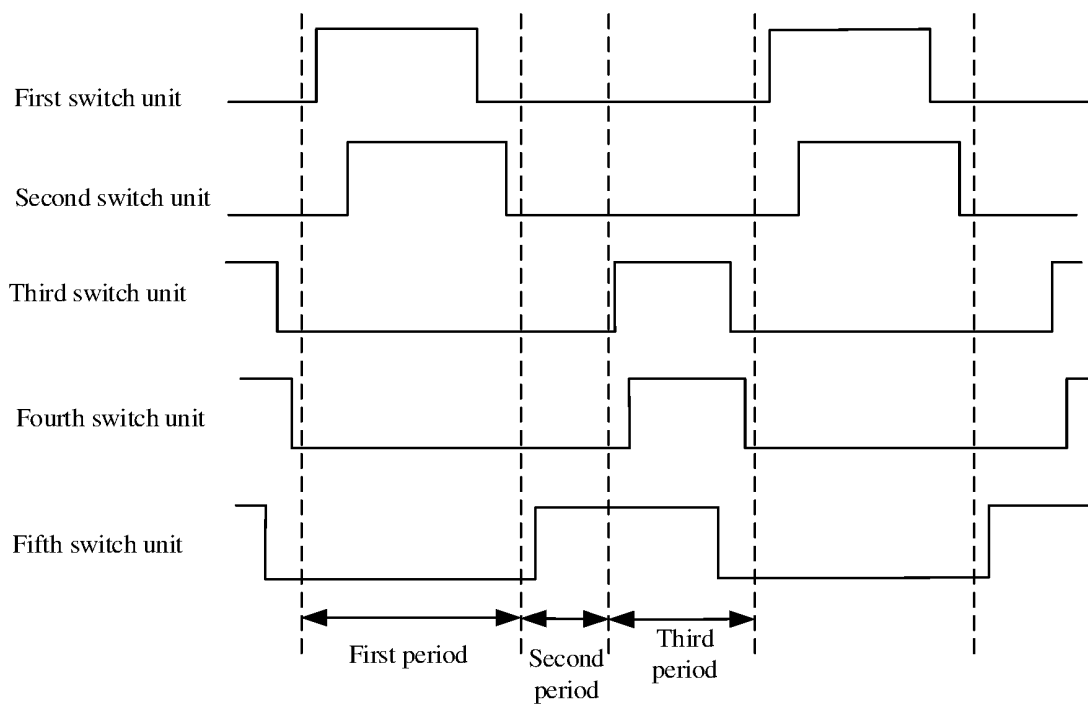 First switch unit
Second switch unit
Third switch unit
Fourth switch unit
Fifth switch unit
First period
Second
period
Third
period